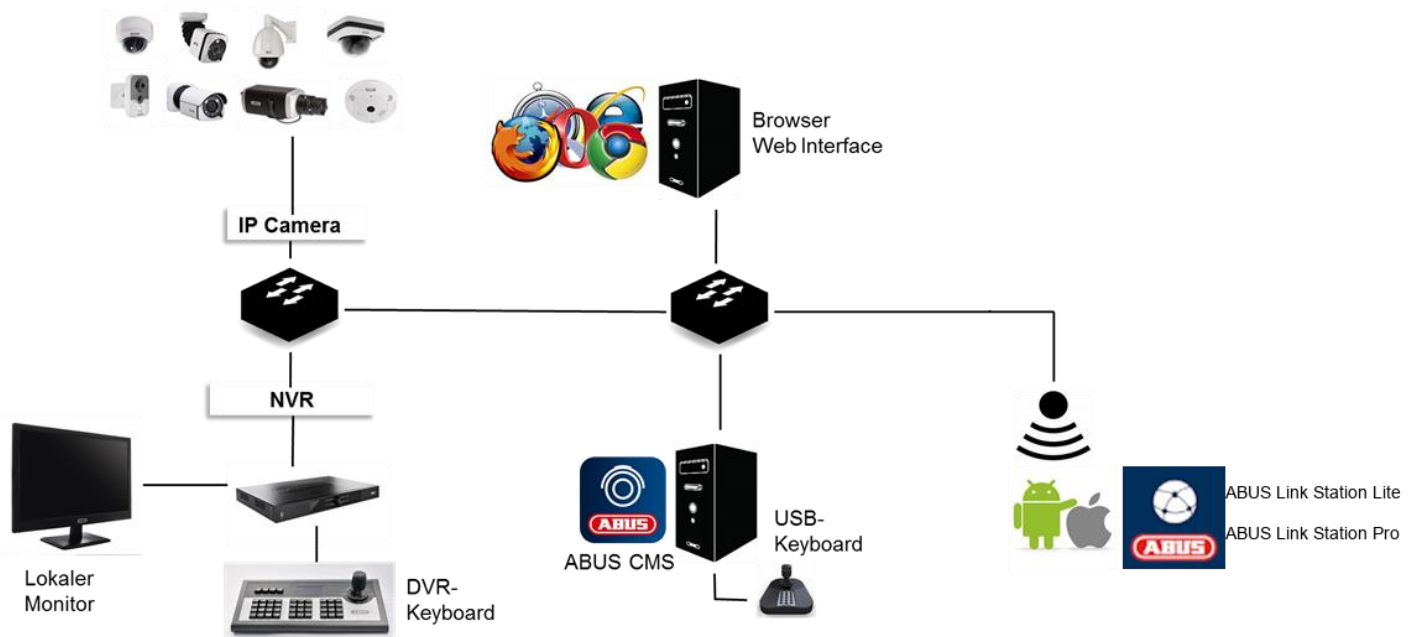 Browser
Web Interface
IP Camera
NVR
Lokaler
Monitor
DVR-
Keyboard
ABUS
ABUS CMS
USB-
Keyboard
ABUS
ABUS Link Station Lite
ABUS Link Station Pro